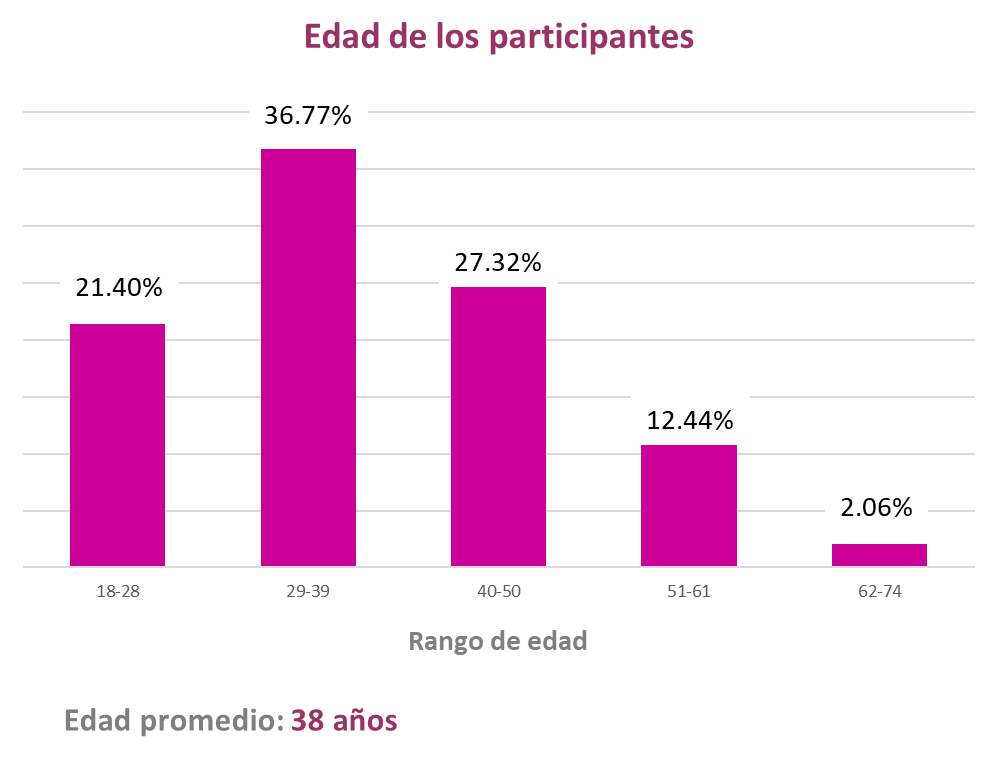 Edad de los participantes
36.77%
27.32%
21.40%
12.44%
2.06%
18-28 29-39 40-50 51-61 62-74
Rango de edad
Edad promedio: 38 años